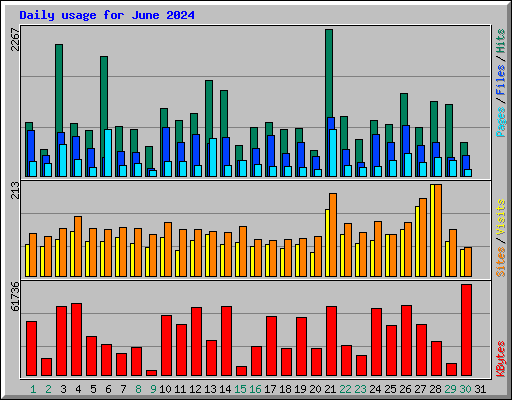 Daily usage for June 2024
2267
Pages / Files / Hits
213
Sites / Visits
61736
KBytes
1 2 3 4 5 6 7 8 9 10 11 12 13 14 15 16 17 18 19 20 21 22 23 24 25 26 27 28 29 30 31